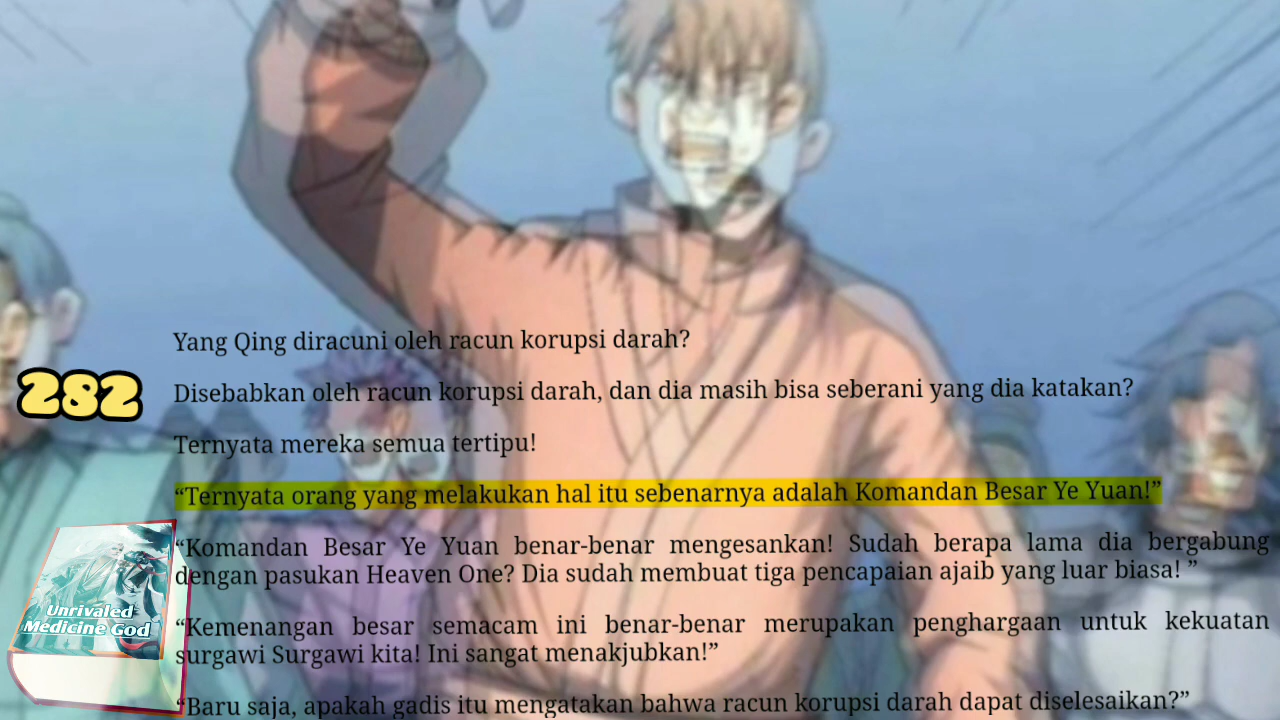 Yang Qing diracuni oleh racun korupsi darah?
Disebabkan oleh racun korupsi darah, dan dia masih bisa seberani yang dia katakan?
282
Ternyata mereka semua tertipu!
“Ternyata orang yang melakukan hal itu sebenarnya adalah Komandan Besar Ye Yuan!”
“Komandan Besar Ye Yuan benar-benar mengesankan! Sudah berapa lama dia bergabung
dengan pasukan Heaven One? Dia sudah membuat tiga pencapaian ajaib yang luar biasa! ”
Unrivaled
Medicine God
“Kemenangan besar semacam ini benar-benar merupakan penghargaan untuk kekuatan
surgawi Surgawi kita! Ini sangat menakjubkan!”
“Baru saja, apakah gadis itu mengatakan bahwa racun korupsi darah dapat diselesaikan?”